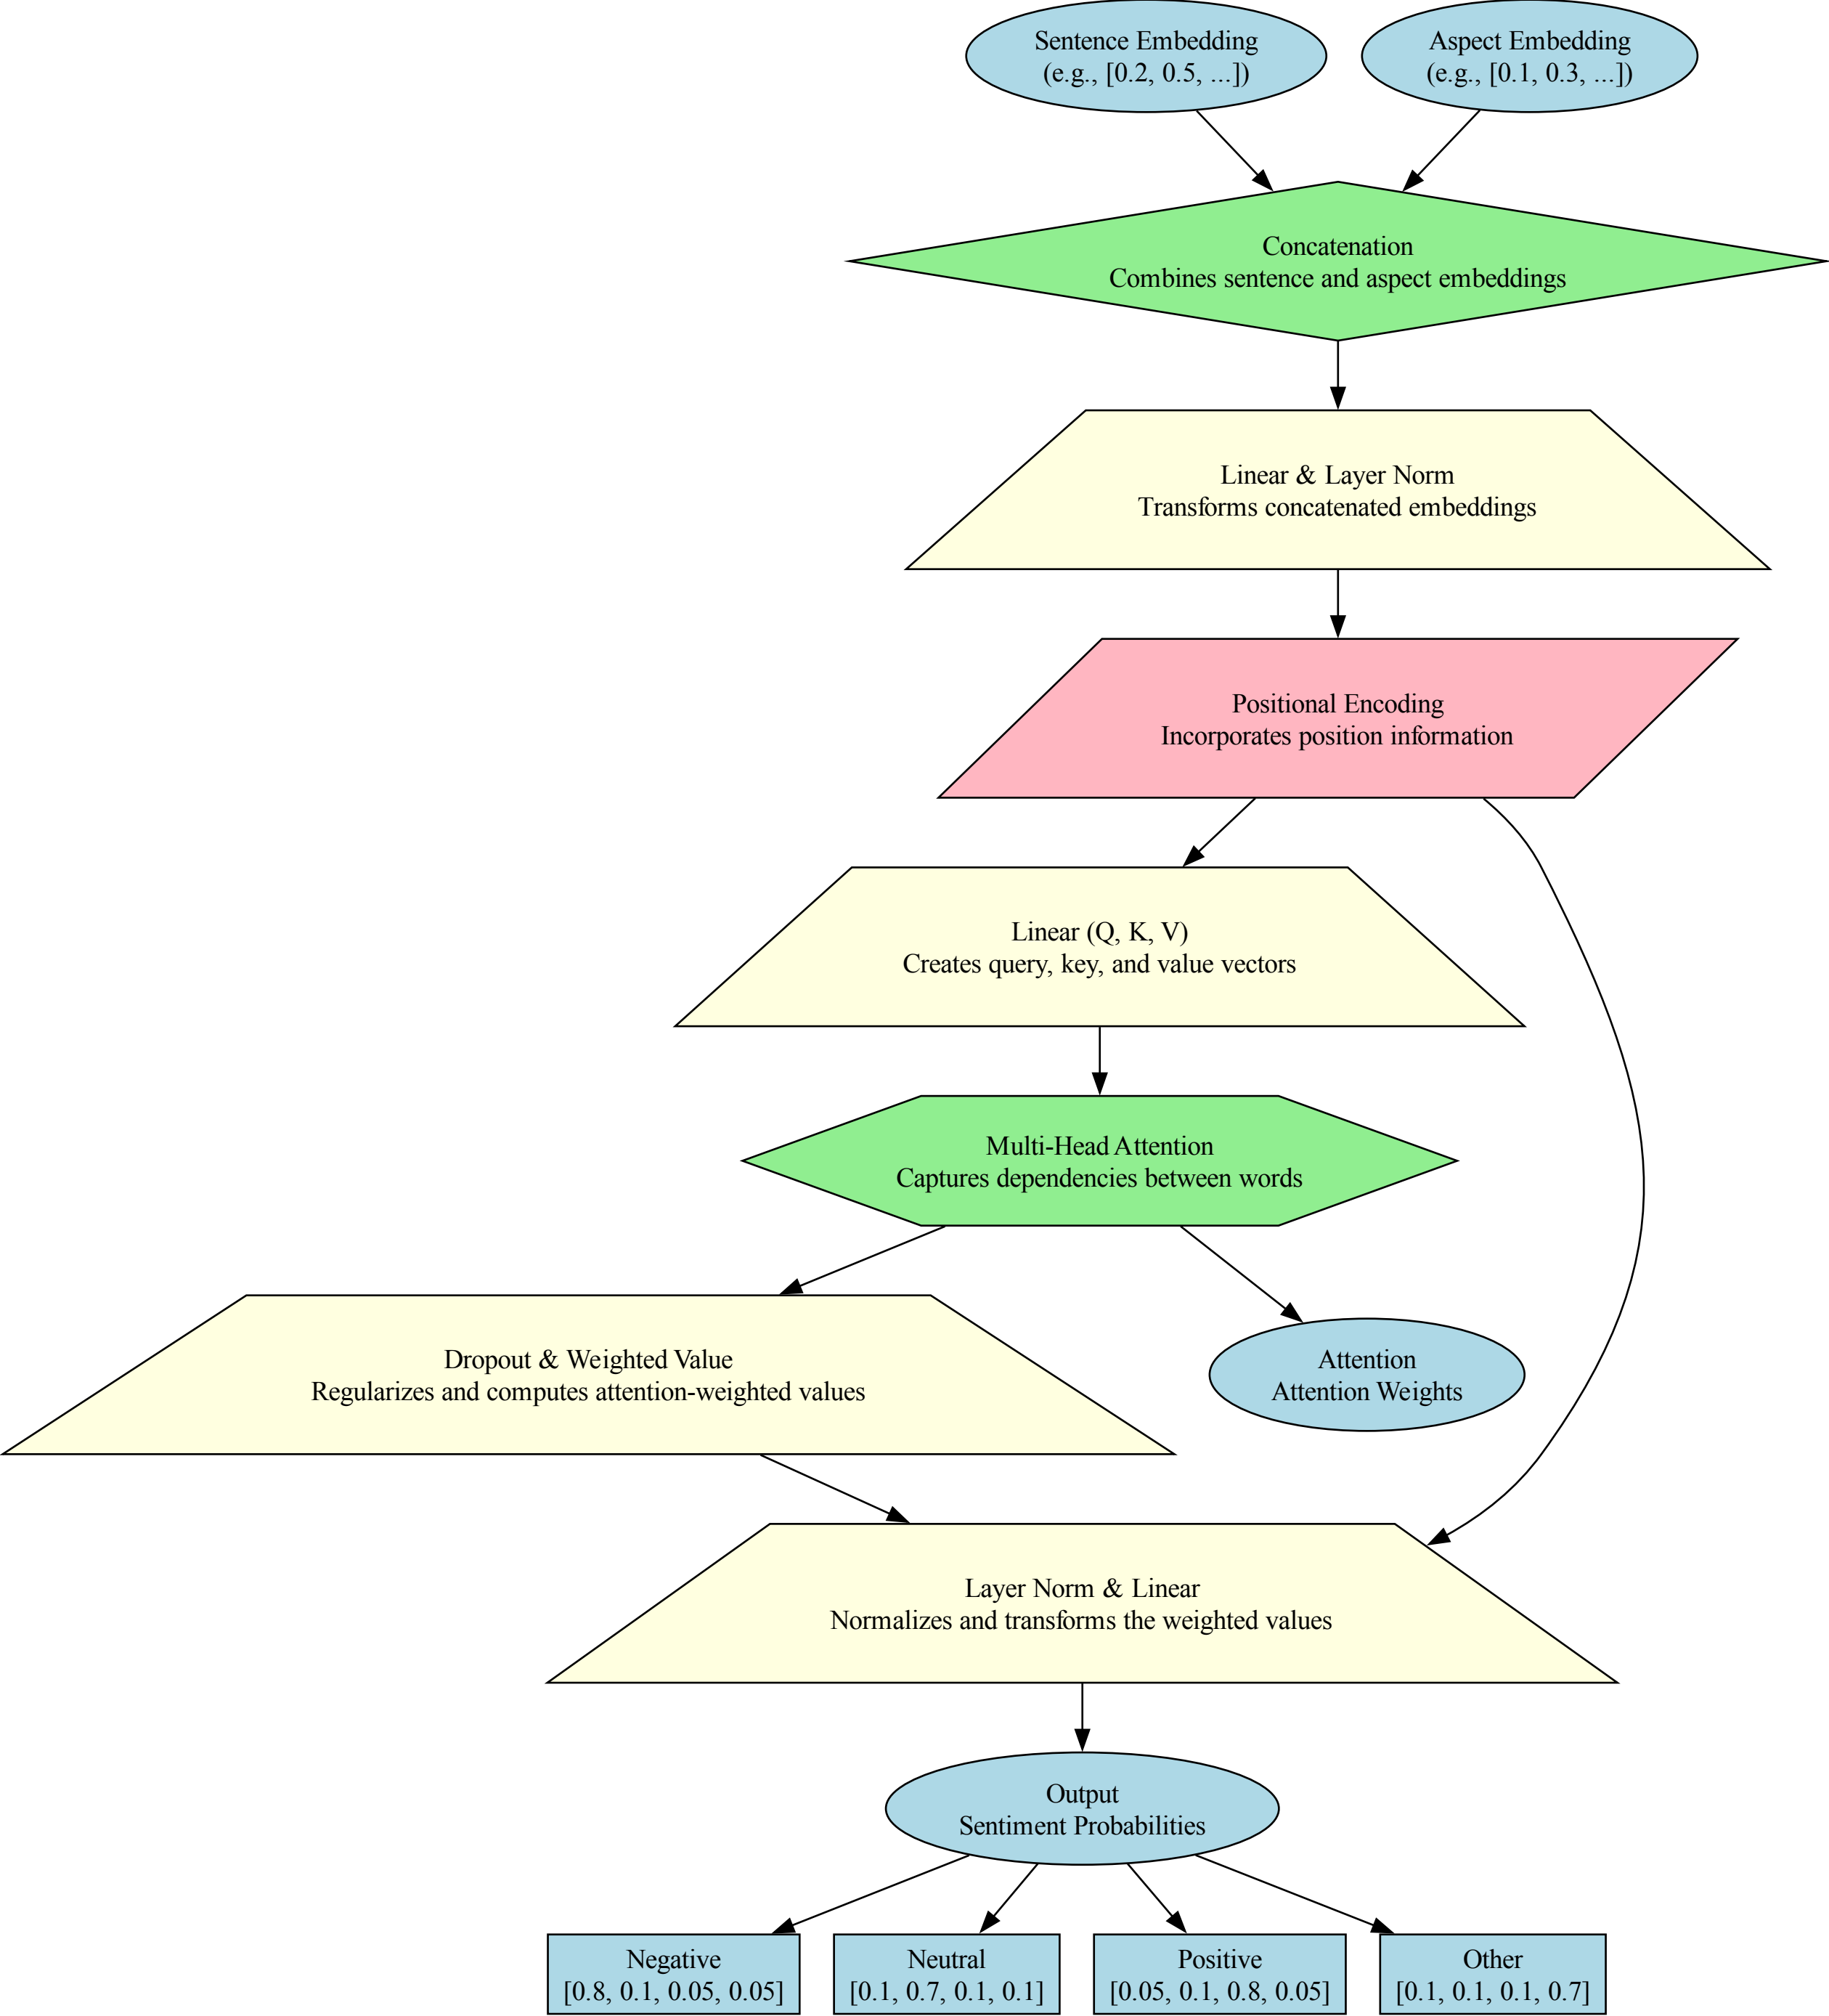 Sentence Embedding
(e.g., [0.2, 0.5, ...])
Aspect Embedding
(e.g., [0.1, 0.3, ...])
Concatenation
Combines sentence and aspect embeddings
Linear & Layer Norm
Transforms concatenated embeddings
Positional Encoding
Incorporates position information
Linear (Q, K, V)
Creates query, key, and value vectors
Multi-Head Attention
Captures dependencies between words
Dropout & Weighted Value
Regularizes and computes attention-weighted values
Attention
Attention Weights
Layer Norm & Linear
Normalizes and transforms the weighted values
Output
Sentiment Probabilities
Negative
[0.8, 0.1, 0.05, 0.05]
Neutral
[0.1, 0.7, 0.1, 0.1]
Positive
[0.05, 0.1, 0.8, 0.05]
Other
[0.1, 0.1, 0.1, 0.7]